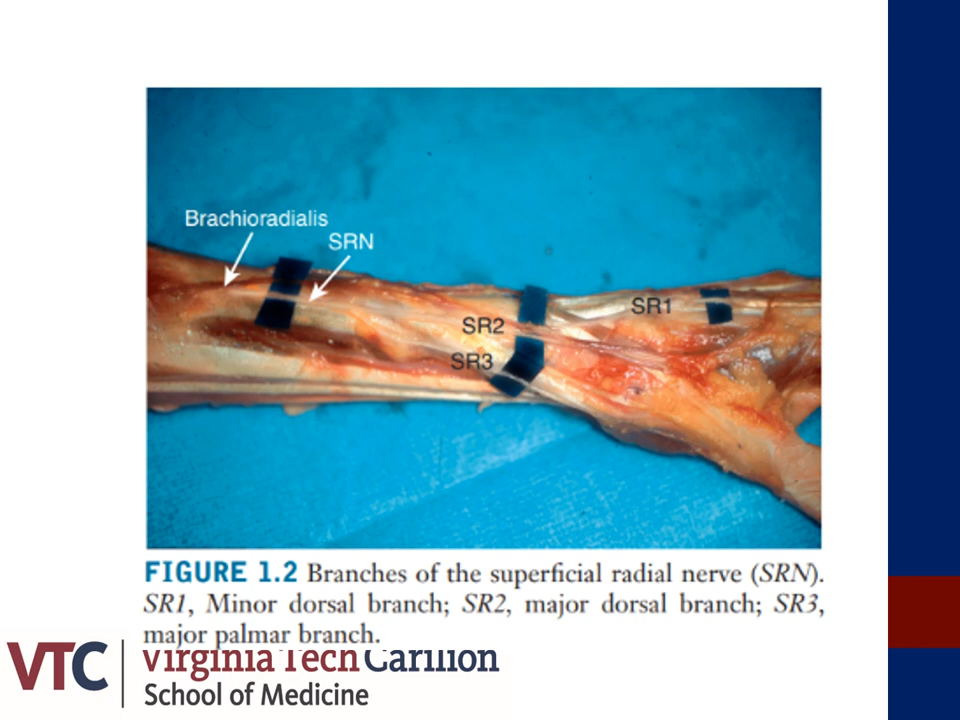 Brachioradialis
SRN
SR1
SR2
SR3
FIGURE 1.2 Branches of the superficial radial nerve (SRN).
SR1, Minor dorsal branch; SR2, major dorsal branch; SR3,
major palmar branch.
VTC Virginia Tech Carilion
School of Medicine